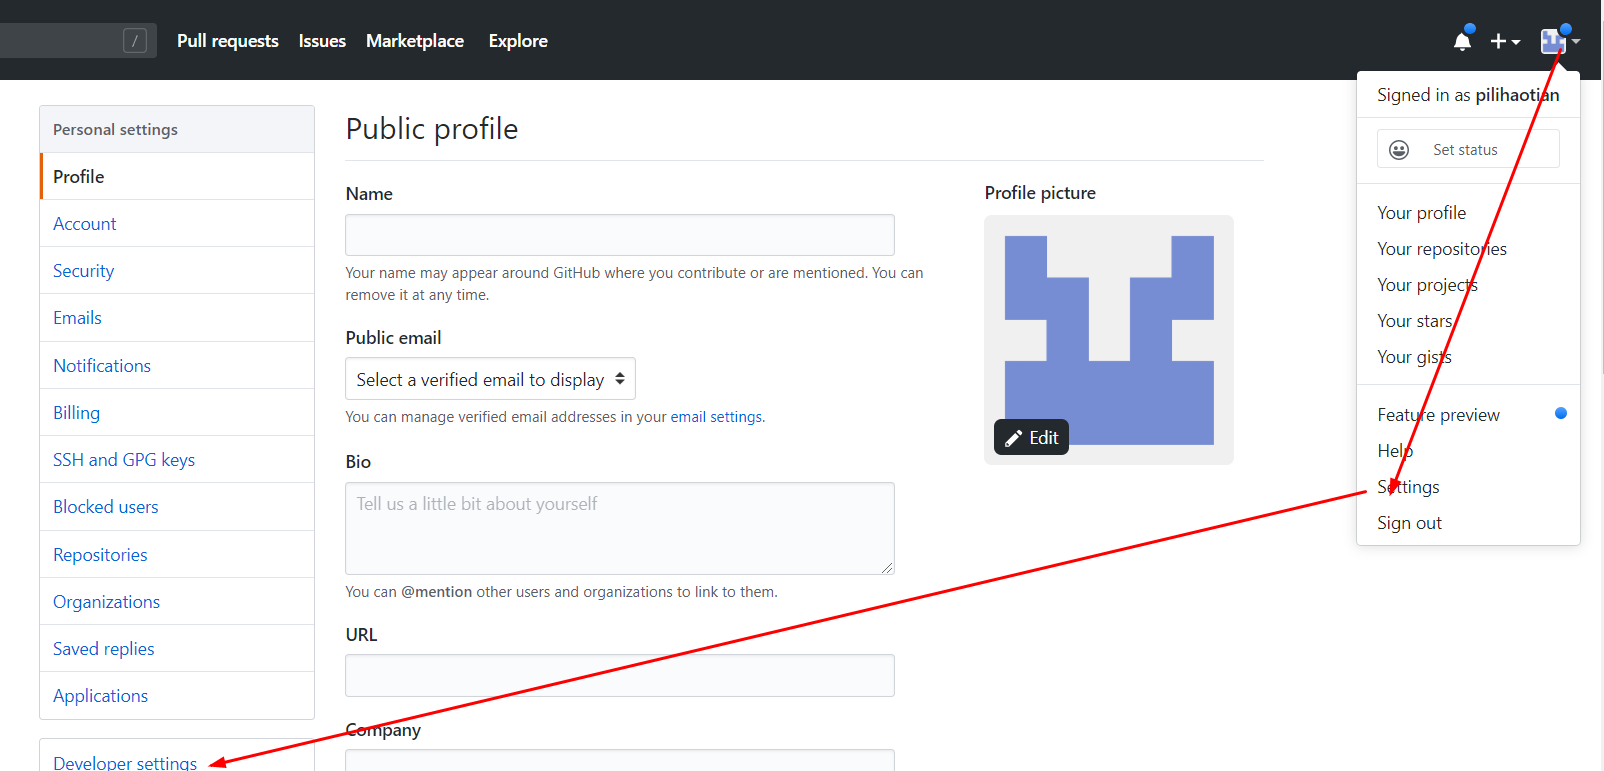 / Pull requests Issues Marketplace Explore
Signed in as pilihaotian
Set status
Your profile
Your repositories
Your projects
Your stars
Your gists
Feature preview
Help
Settings
Sign out
Personal settings
Profile
Account
Security
Emails
Notifications
Billing
SSH and GPG keys
Blocked users
Repositories
Organizations
Saved replies
Applications
Developer settings
Public profile
Name
Your name may appear around GitHub where you contribute or are mentioned. You can
remove it at any time.
Public email
Select a verified email to display
You can manage verified email addresses in your email settings.
Bio
Tell us a little bit about yourself
You can @mention other users and organizations to link to them.
URL
Company
Profile picture
Edit